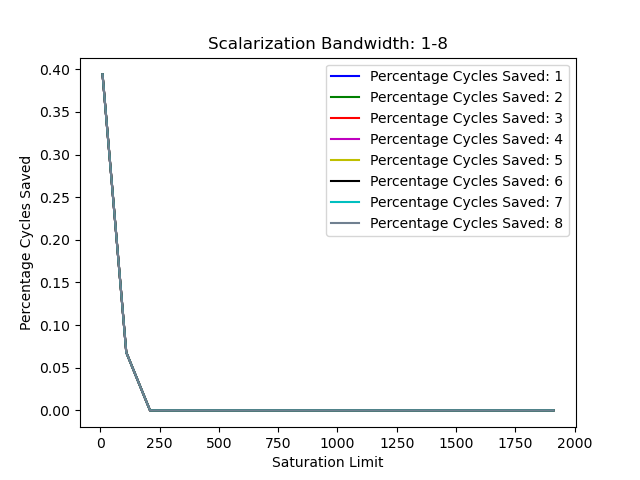 Scalarization Bandwidth: 1-8
Percentage Cycles Saved: 1
Percentage Cycles Saved: 2
Percentage Cycles Saved: 3
Percentage Cycles Saved: 4
Percentage Cycles Saved: 5
Percentage Cycles Saved: 6
Percentage Cycles Saved: 7
Percentage Cycles Saved: 8
Percentage Cycles Saved
0.40
0.35
0.30
0.25
0.20
0.15
0.10
0.05
0.00
0 250 500 750 1000 1250 1500 1750 2000
Saturation Limit